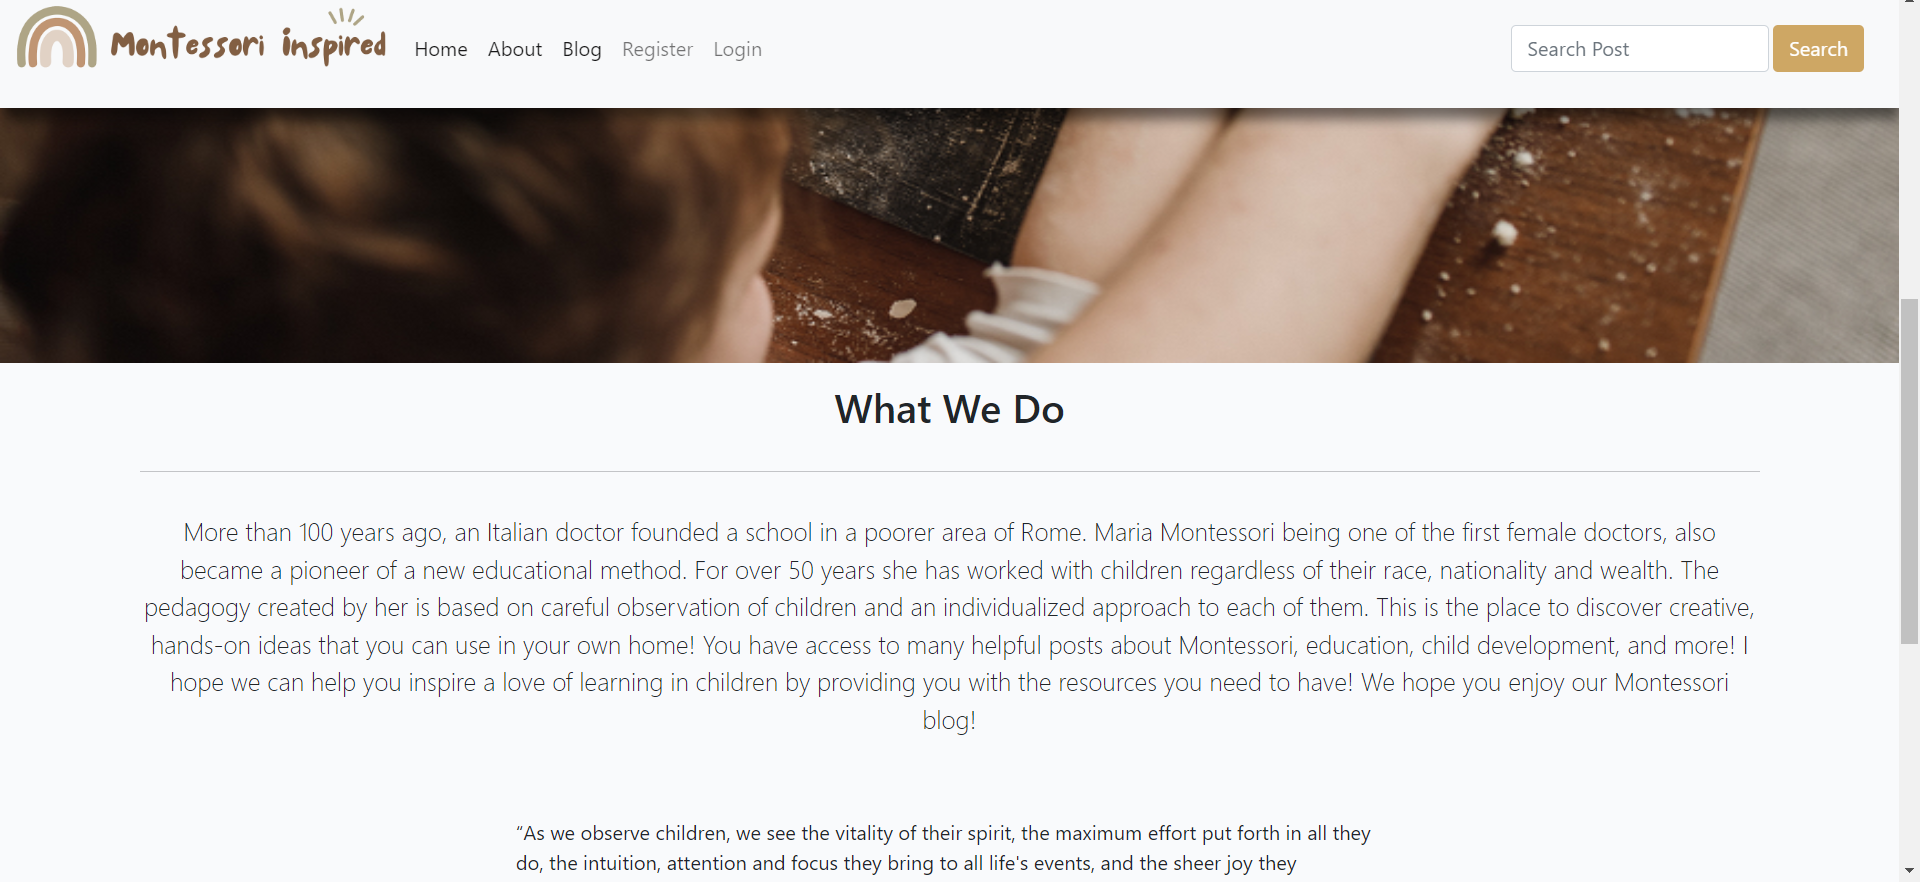 Montessori inspired
Home About Blog Register Login
Search Post
Search
What We Do
More than 100 years ago, an Italian doctor founded a school in a poorer area of Rome. Maria Montessori being one of the first female doctors, also
became a pioneer of a new educational method. For over 50 years she has worked with children regardless of their race, nationality and wealth. The
pedagogy created by her is based on careful observation of children and an individualized approach to each of them. This is the place to discover creative,
hands-on ideas that you can use in your own home! You have access to many helpful posts about Montessori, education, child development, and more! I
hope we can help you inspire a love of learning in children by providing you with the resources you need to have! We hope you enjoy our Montessori
blog!
“As we observe children, we see the vitality of their spirit, the maximum effort put forth in all they
do, the intuition, attention and focus they bring to all life's events, and the sheer joy they